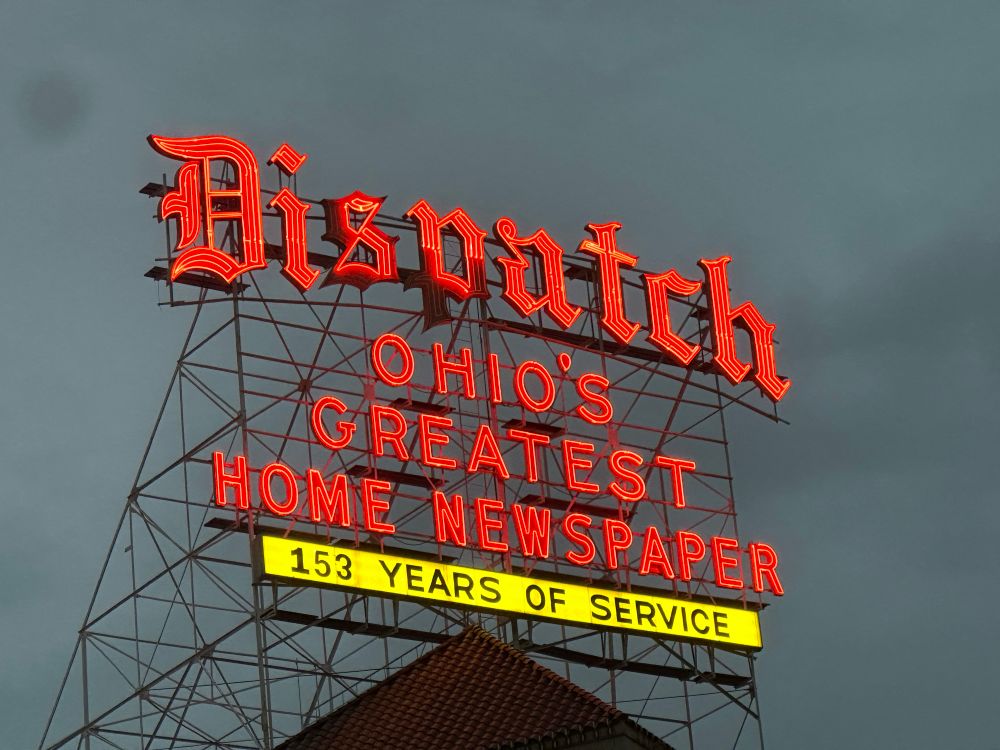 Dispatch
OHIO'S
GREATEST
HOME NEWSPAPER
153 YEARS OF SERVICE